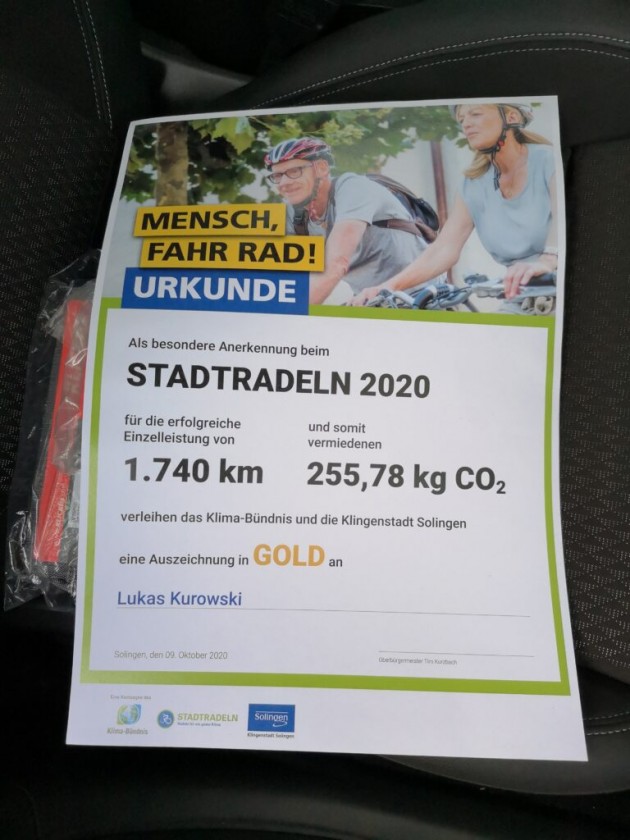 MENSCH,
FAHR RAD!
URKUNDE
Als besondere Anerkennung beim
STADTRADELN 2020
für die erfolgreiche
Einzelleistung von
1.740 km
und somit
vermiedenen
255,78 kg CO₂
verleihen das Klima-Bündnis und die Klingenstadt Solingen
eine Auszeichnung in GOLD an
Lukas Kurowski
Solingen, den 09. Oktober 2020
Oberbürgermeister Tim Kurzbach
Klima-Bündnis
STADTRADELN
Solingen
Klingenstadt Solingen